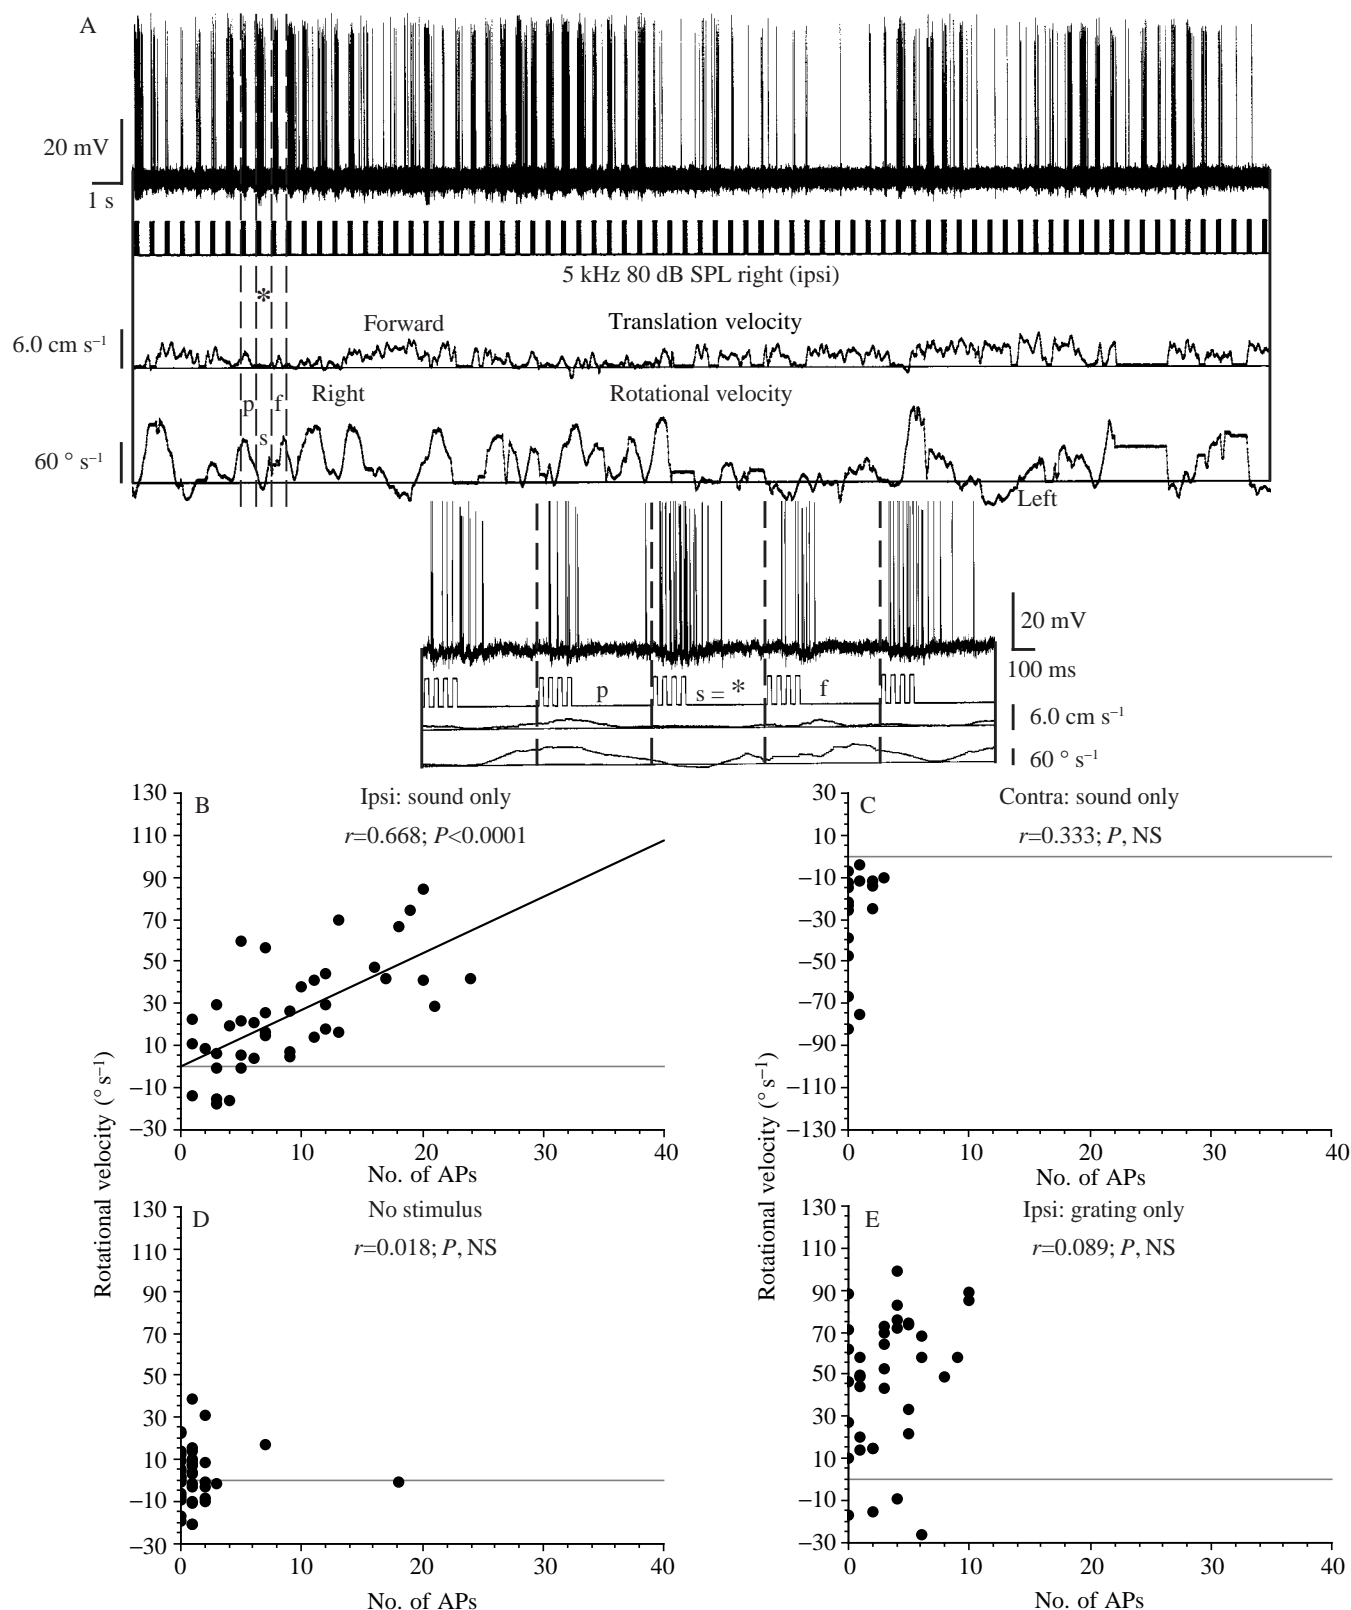 A
20 mV
1 s
5 kHz 80 dB SPL right (ipsi)
*
Forward
Translation velocity
6.0 cm s⁻¹
p
f
Right
Rotational velocity
s
60 ° s⁻¹
Left
20 mV
100 ms
p
s = *
f
6.0 cm s⁻¹
60 ° s⁻¹
B
Ipsi: sound only
r=0.668; P<0.0001
130
110
90
70
50
30
10
–10
–30
0
10
20
30
40
No. of APs
Rotational velocity (° s⁻¹)
C
Contra: sound only
r=0.333; P, NS
30
10
–10
–30
–50
–70
–90
–110
–130
0
10
20
30
40
No. of APs
Rotational velocity (° s⁻¹)
D
No stimulus
r=0.018; P, NS
130
110
90
70
50
30
10
–10
–30
0
10
20
30
40
No. of APs
E
Ipsi: grating only
r=0.089; P, NS
130
110
90
70
50
30
10
–10
–30
0
10
20
30
40
No. of APs